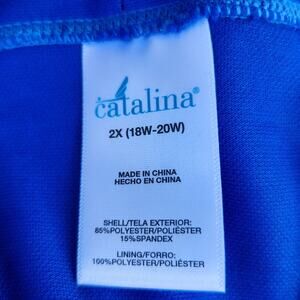 catalina®
2X (18W-20W)
MADE IN CHINA
HECHO EN CHINA
SHELL/TELA EXTERIOR:
85%POLYESTER/POLIÉSTER
15%SPANDEX
LINING/FORRO:
100%POLYESTER/POLIÉSTER